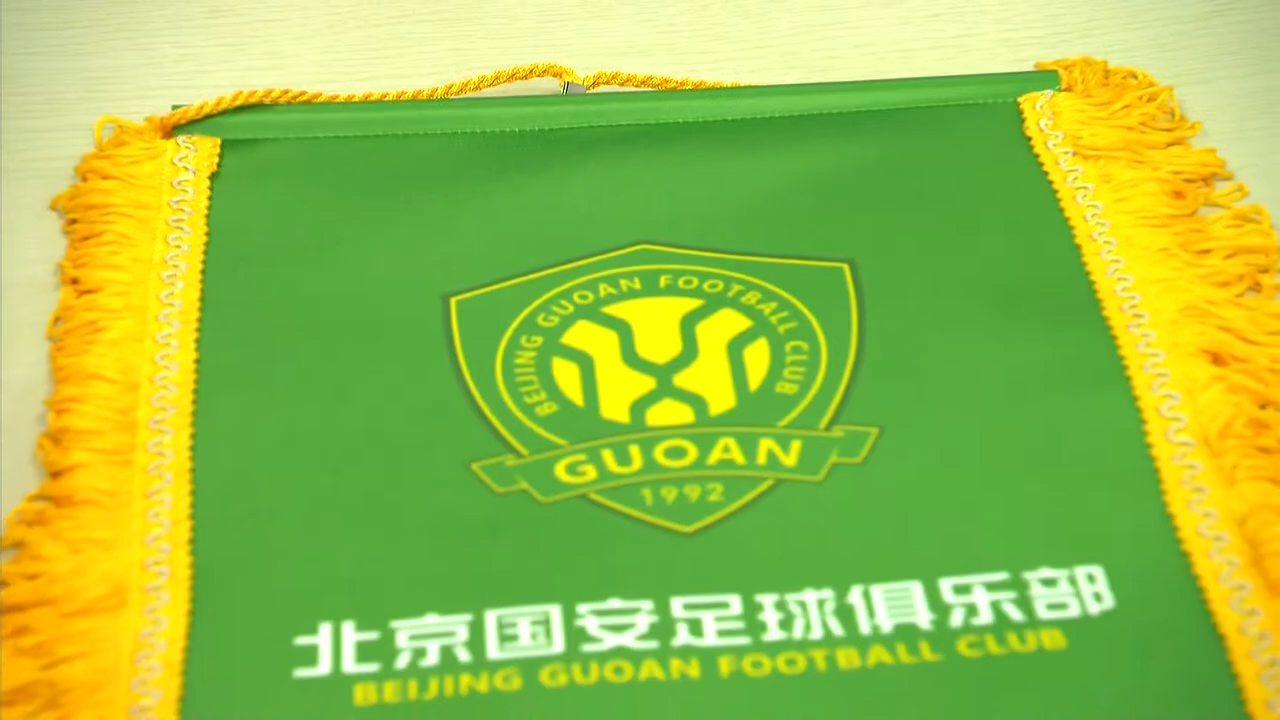 BEIJING GUOAN FOOTBALL CLUB
GUOAN
1992
北京国安足球俱乐部
BEIJING GUOAN FOOTBALL CLUB